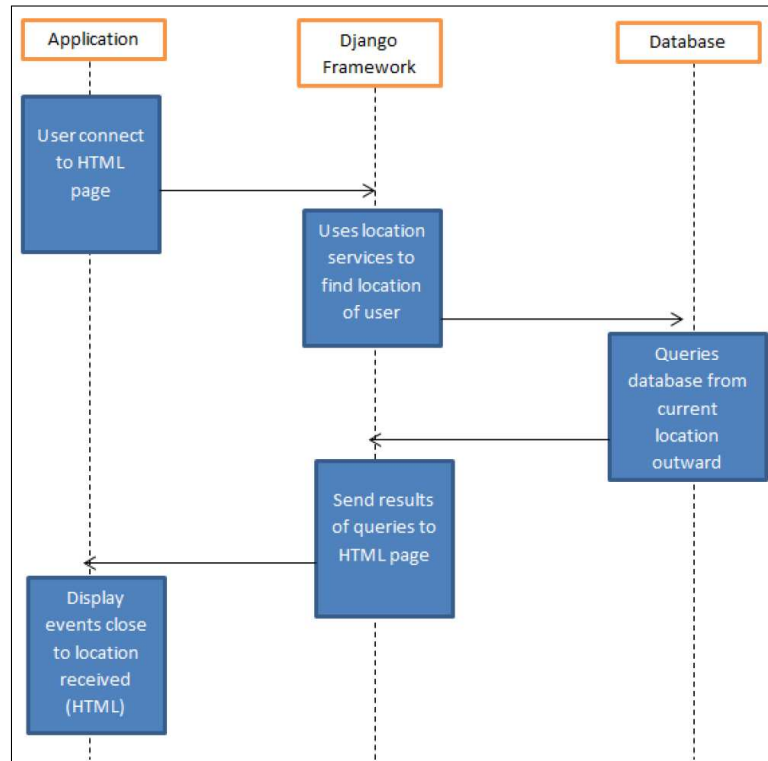 Application
Django
Framework
Database
User connect
to HTML
page
Uses location
services to
find location
of user
Queries
database from
current
location
outward
Send results
of queries to
HTML page
Display
events close
to location
received
(HTML)